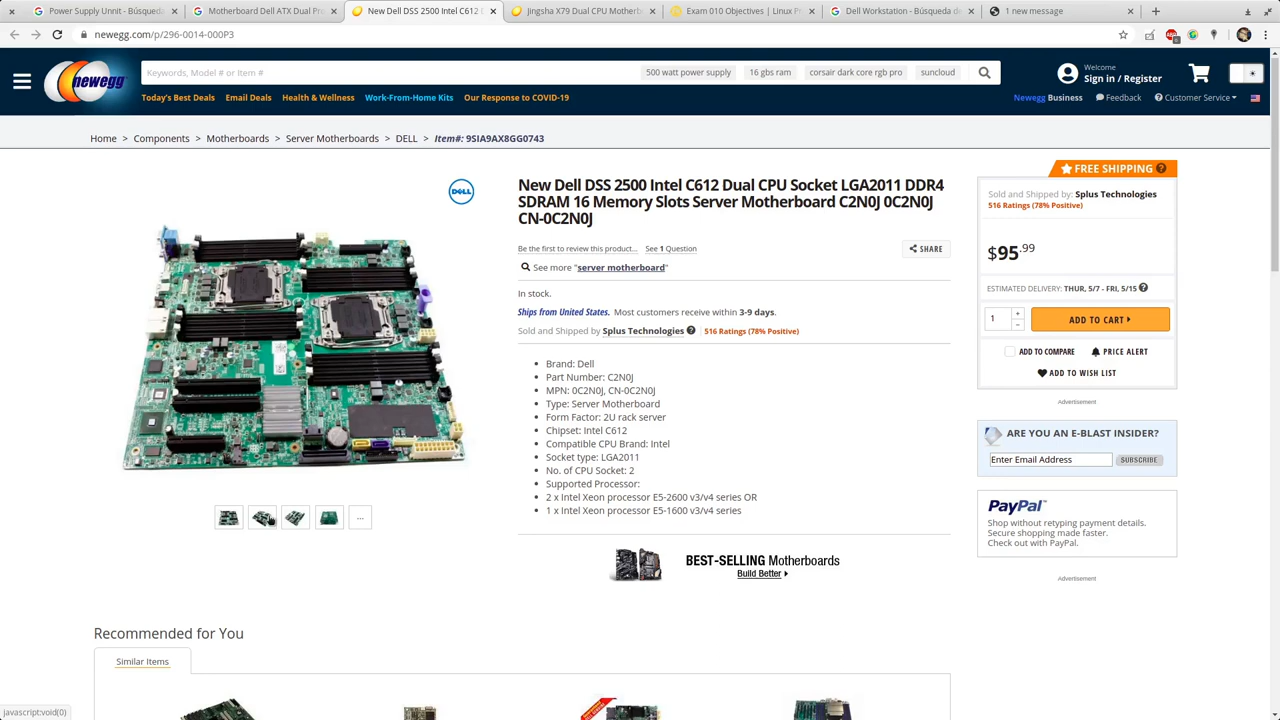 Power Supply Unnit - Búsqueda
Motherboard Dell ATX Dual Pro
New Dell DSS 2500 Intel C612 D
Jingsha X79 Dual CPU Motherb
Exam 010 Objectives | Linux P
Dell Workstation - Búsqueda de
1 new message
newegg.com/p/296-0014-000P3
newegg
Keywords, Model # or Item #
500 watt power supply
16 gbs ram
corsair dark core rgb pro
suncloud
Welcome
Sign in / Register
Today's Best Deals
Email Deals
Health & Wellness
Work-From-Home Kits
Our Response to COVID-19
Newegg Business
Feedback
Customer Service
Home > Components > Motherboards > Server Motherboards > DELL > Item#: 9SIA9AX8GG0743
DELL
New Dell DSS 2500 Intel C612 Dual CPU Socket LGA2011 DDR4
SDRAM 16 Memory Slots Server Motherboard C2N0J 0C2N0J
CN-0C2N0J
Be the first to review this product...
See 1 Question
SHARE
See more "server motherboard"
In stock.
Ships from United States. Most customers receive within 3-9 days.
Sold and Shipped by Splus Technologies ? 516 Ratings (78% Positive)
Brand: Dell
Part Number: C2N0J
MPN: 0C2N0J, CN-0C2N0J
Type: Server Motherboard
Form Factor: 2U rack server
Chipset: Intel C612
Compatible CPU Brand: Intel
Socket type: LGA2011
No. of CPU Socket: 2
Supported Processor:
2 x Intel Xeon processor E5-2600 v3/v4 series OR
1 x Intel Xeon processor E5-1600 v3/v4 series
...
BEST-SELLING Motherboards
Build Better
FREE SHIPPING ?
Sold and Shipped by: Splus Technologies
516 Ratings (78% Positive)
$95.99
ESTIMATED DELIVERY: THUR, 5/7 - FRI, 5/15 ?
1
+
−
ADD TO CART
ADD TO COMPARE
PRICE ALERT
ADD TO WISH LIST
Advertisement
ARE YOU AN E-BLAST INSIDER?
Enter Email Address
SUBSCRIBE
PayPal™
Shop without retyping payment details.
Secure shopping made faster.
Check out with PayPal.
Advertisement
Recommended for You
Similar Items
javascript:void(0)